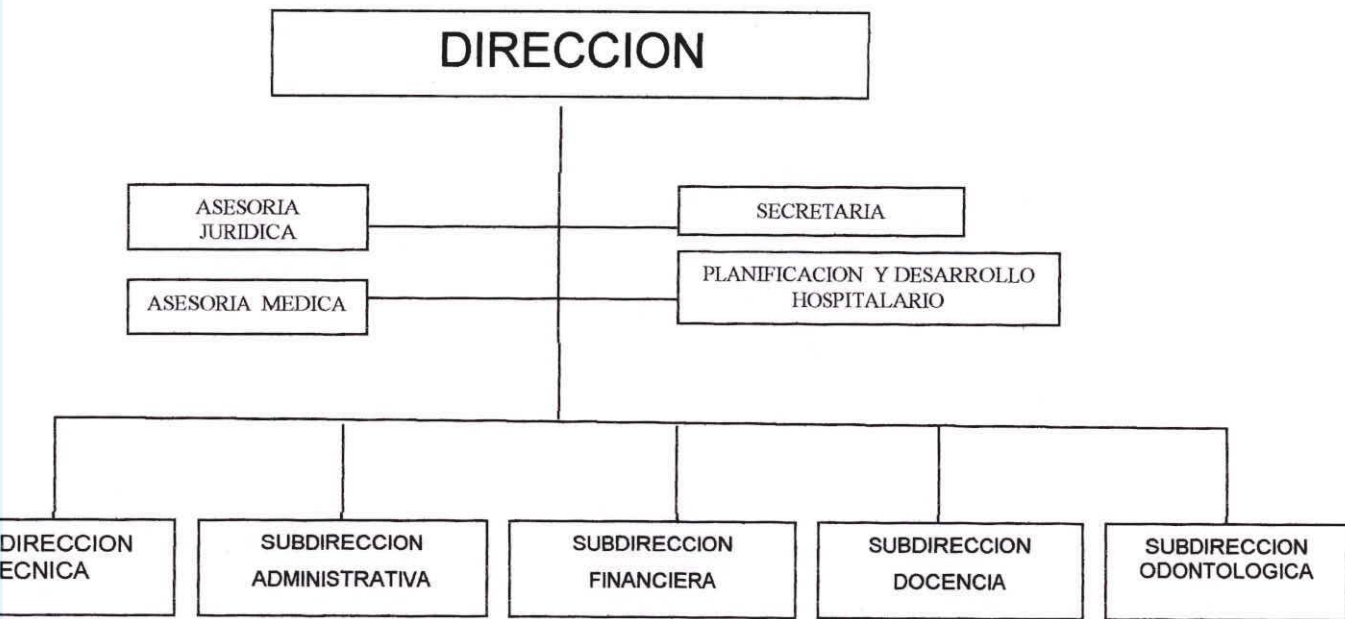 DIRECCION
ASESORIA
JURIDICA
SECRETARIA
ASESORIA MEDICA
PLANIFICACION Y DESARROLLO
HOSPITALARIO
DIRECCION
ECNICA
SUBDIRECCION
ADMINISTRATIVA
SUBDIRECCION
FINANCIERA
SUBDIRECCION
DOCENCIA
SUBDIRECCION
ODONTOLOGICA